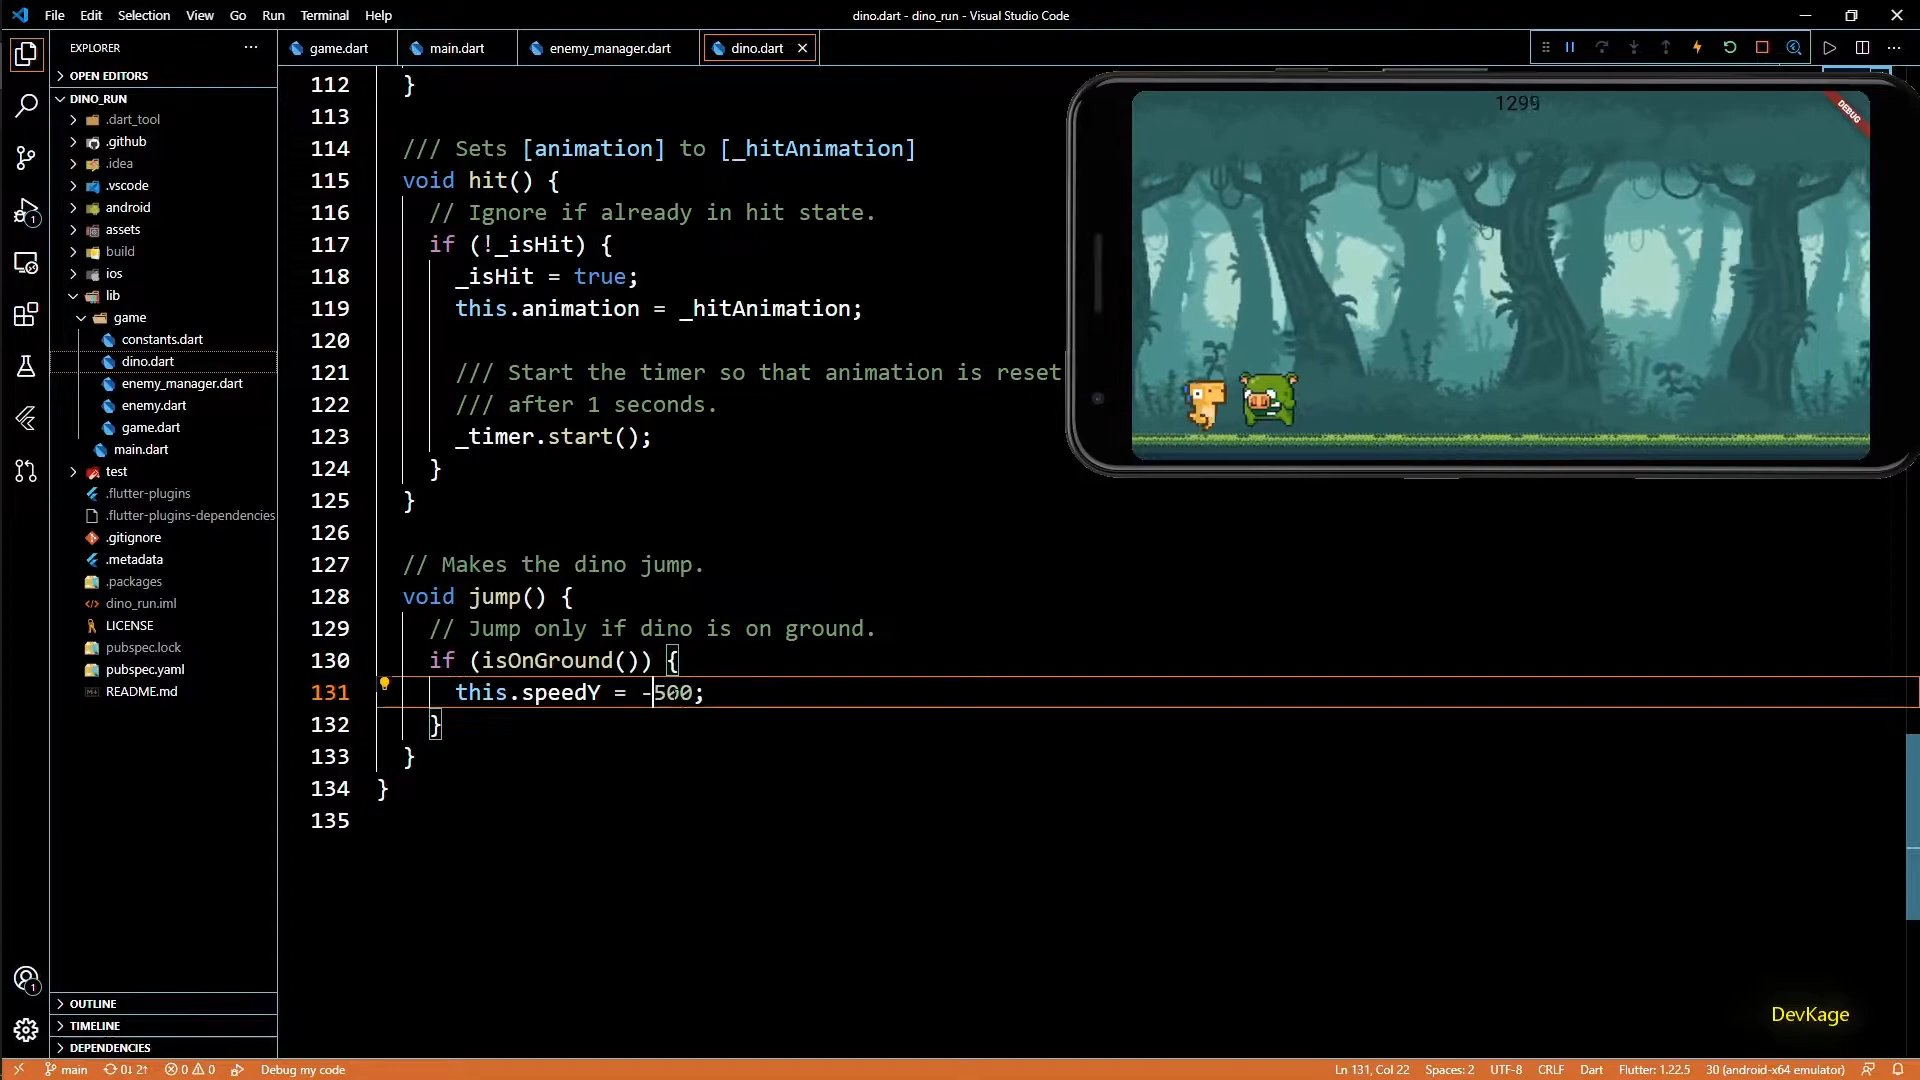 File Edit Selection View Go Run Terminal Help
dino.dart - dino_run - Visual Studio Code
EXPLORER
game.dart
main.dart
enemy_manager.dart
dino.dart
OPEN EDITORS
DINO_RUN
.dart_tool
.github
.idea
.vscode
android
assets
build
ios
lib
game
constants.dart
dino.dart
enemy_manager.dart
enemy.dart
game.dart
main.dart
test
.flutter-plugins
.flutter-plugins-dependencies
.gitignore
.metadata
.packages
dino_run.iml
LICENSE
pubspec.lock
pubspec.yaml
README.md
OUTLINE
TIMELINE
DEPENDENCIES
1
1
112 }
113
114 /// Sets [animation] to [_hitAnimation]
115 void hit() {
116 // Ignore if already in hit state.
117 if (!_isHit) {
118 _isHit = true;
119 this.animation = _hitAnimation;
120
121 /// Start the timer so that animation is reset
122 /// after 1 seconds.
123 _timer.start();
124 }
125 }
126
127 // Makes the dino jump.
128 void jump() {
129 // Jump only if dino is on ground.
130 if (isOnGround()) {
131 this.speedY = -500;
132 }
133 }
134 }
135
DEBUG
DevKage
main 0↓ 2↑ 0 0 Debug my code
Ln 131, Col 22 Spaces: 2 UTF-8 CRLF Dart Flutter: 1.22.5 30 (android-x64 emulator)